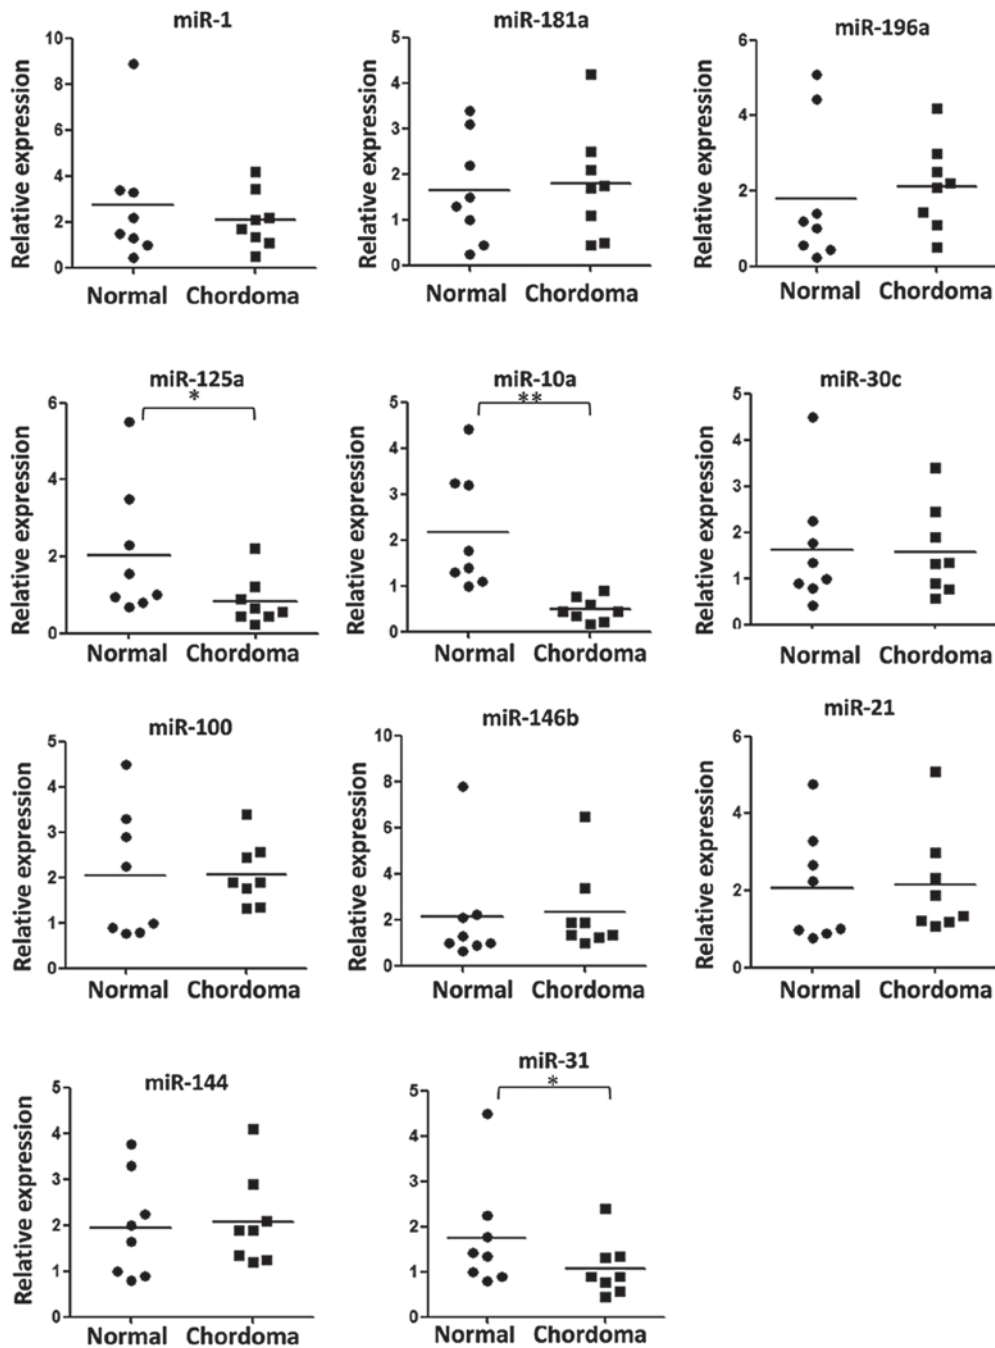 miR-1
miR-181a
miR-196a
Relative expression
10
8
6
4
2
0
Normal Chordoma
Relative expression
5
4
3
2
1
0
Normal Chordoma
Relative expression
6
4
2
0
Normal Chordoma
miR-125a
*
Relative expression
6
4
2
0
Normal Chordoma
miR-10a
**
Relative expression
5
4
3
2
1
0
Normal Chordoma
miR-30c
Relative expression
5
4
3
2
1
0
Normal Chordoma
miR-100
Relative expression
5
4
3
2
1
0
Normal Chordoma
miR-146b
Relative expression
10
8
6
4
2
0
Normal Chordoma
miR-21
Relative expression
6
4
2
0
Normal Chordoma
miR-144
Relative expression
5
4
3
2
1
0
Normal Chordoma
miR-31
*
Relative expression
5
4
3
2
1
0
Normal Chordoma